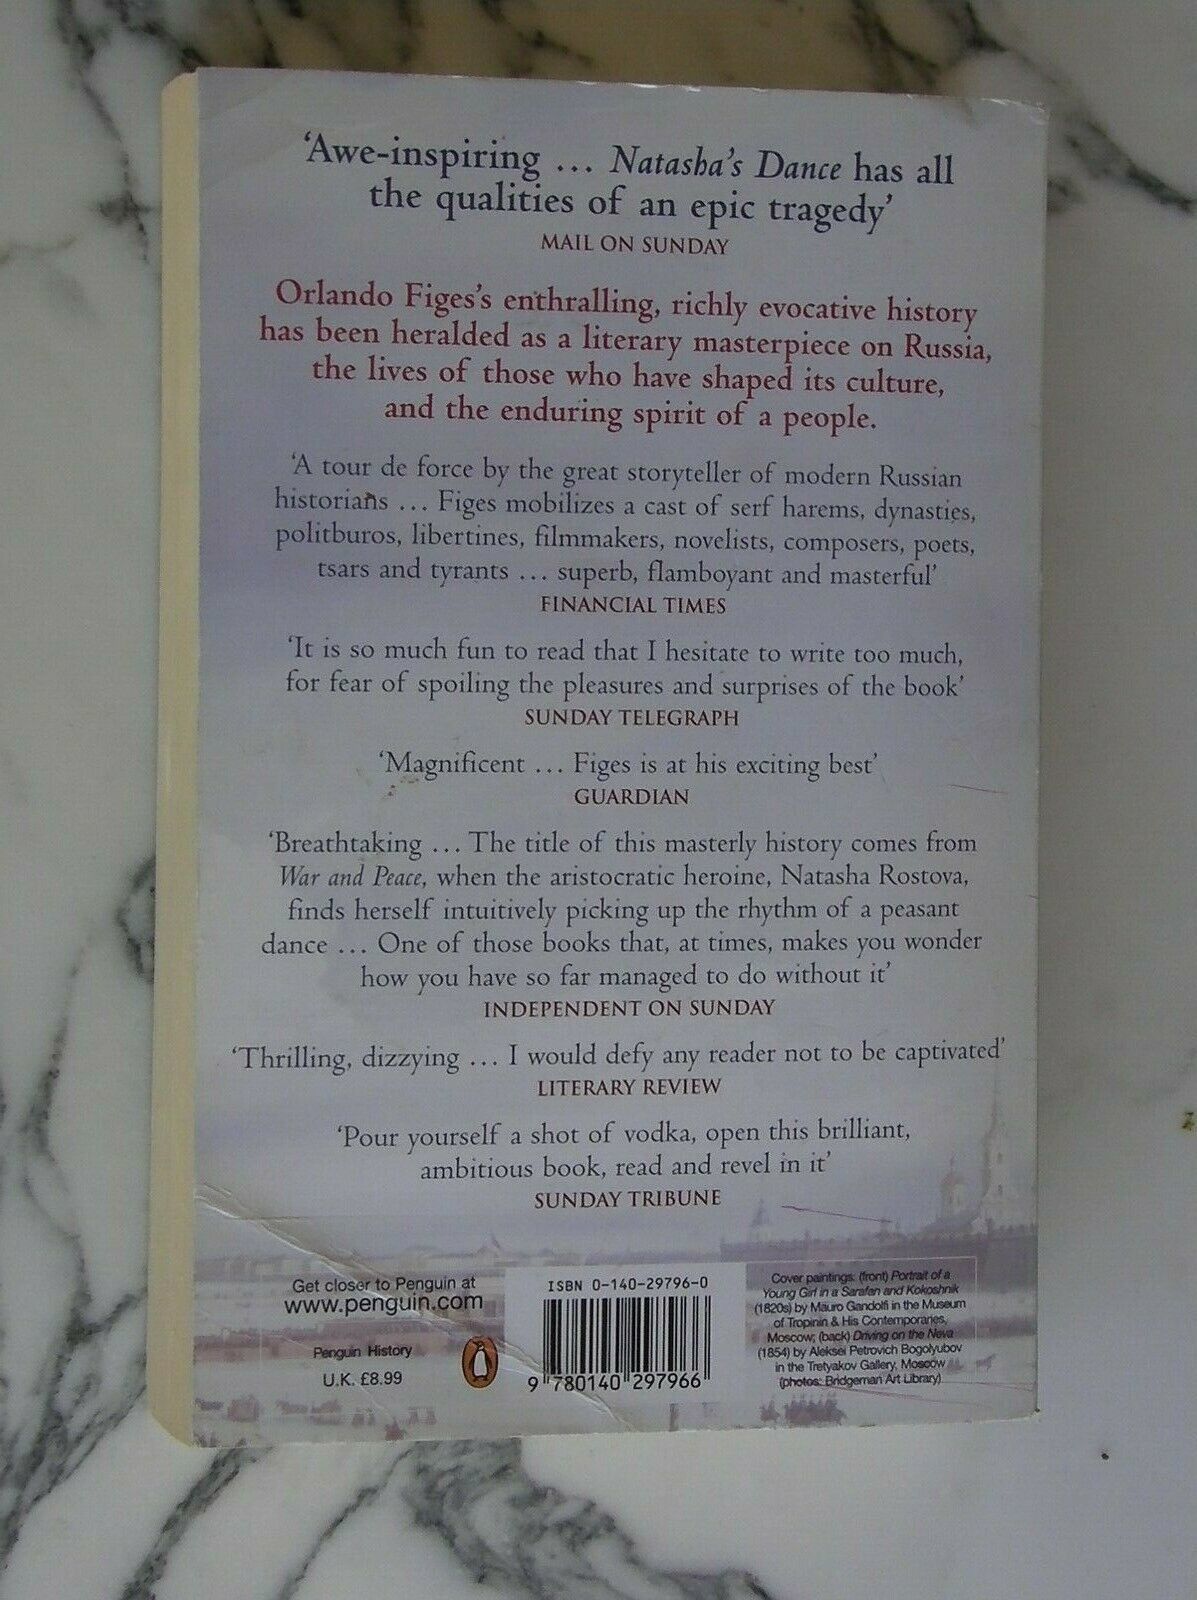 ‘Awe-inspiring ... Natasha’s Dance has all
the qualities of an epic tragedy’
MAIL ON SUNDAY
Orlando Figes’s enthralling, richly evocative history
has been heralded as a literary masterpiece on Russia,
the lives of those who have shaped its culture,
and the enduring spirit of a people.
‘A tour de force by the great storyteller of modern Russian
historians ... Figes mobilizes a cast of serf harems, dynasties,
politburos, libertines, filmmakers, novelists, composers, poets,
tsars and tyrants ... superb, flamboyant and masterful’
FINANCIAL TIMES
‘It is so much fun to read that I hesitate to write too much,
for fear of spoiling the pleasures and surprises of the book’
SUNDAY TELEGRAPH
‘Magnificent ... Figes is at his exciting best’
GUARDIAN
‘Breathtaking ... The title of this masterly history comes from
War and Peace, when the aristocratic heroine, Natasha Rostova,
finds herself intuitively picking up the rhythm of a peasant
dance ... One of those books that, at times, makes you wonder
how you have so far managed to do without it’
INDEPENDENT ON SUNDAY
‘Thrilling, dizzying ... I would defy any reader not to be captivated’
LITERARY REVIEW
‘Pour yourself a shot of vodka, open this brilliant,
ambitious book, read and revel in it’
SUNDAY TRIBUNE
Get closer to Penguin at
www.penguin.com
Penguin History
U.K. £8.99
ISBN 0-140-29796-0
9 780140 297966
Cover paintings: (front) Portrait of a
Young Girl in a Sarafan and Kokoshnik
(1820s) by Mauro Gandolfi in the Museum
of Tropinin & His Contemporaries,
Moscow; (back) Driving on the Neva
(1854) by Aleksei Petrovich Bogolyubov
in the Tretyakov Gallery, Moscow
(photos: Bridgeman Art Library)